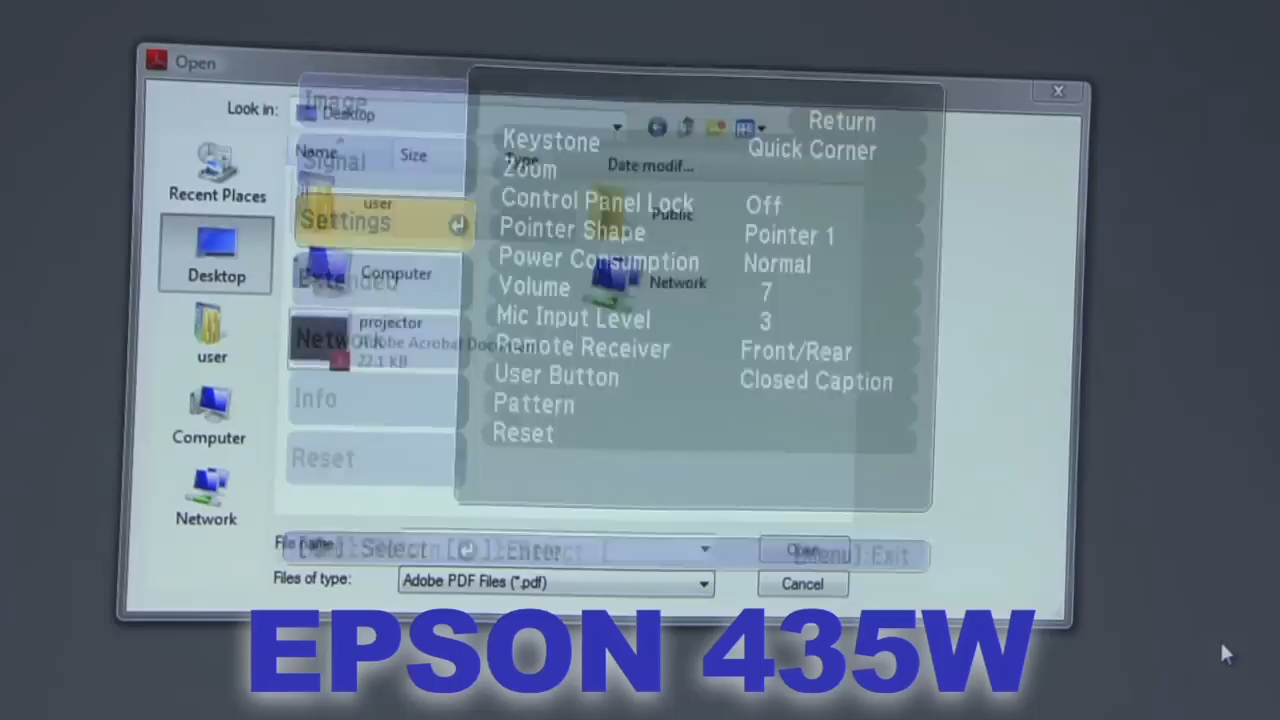 Open
Look in:
Desktop
Image
Name
Size
Type
Date modif...
Signal
Recent Places
user
Public
Settings
Desktop
Computer
Network
Extended
projector
Adobe Acrobat Docum
22.1 KB
Network
user
Info
Computer
Reset
Network
Return
Keystone Quick Corner
Zoom
Control Panel Lock Off
Pointer Shape Pointer 1
Power Consumption Normal
Volume 7
Mic Input Level 3
Remote Receiver Front/Rear
User Button Closed Caption
Pattern
Reset
File name
Select
Enter
Open
[Menu]:Exit
Files of type:
Adobe PDF Files (*.pdf)
Cancel
EPSON 435W